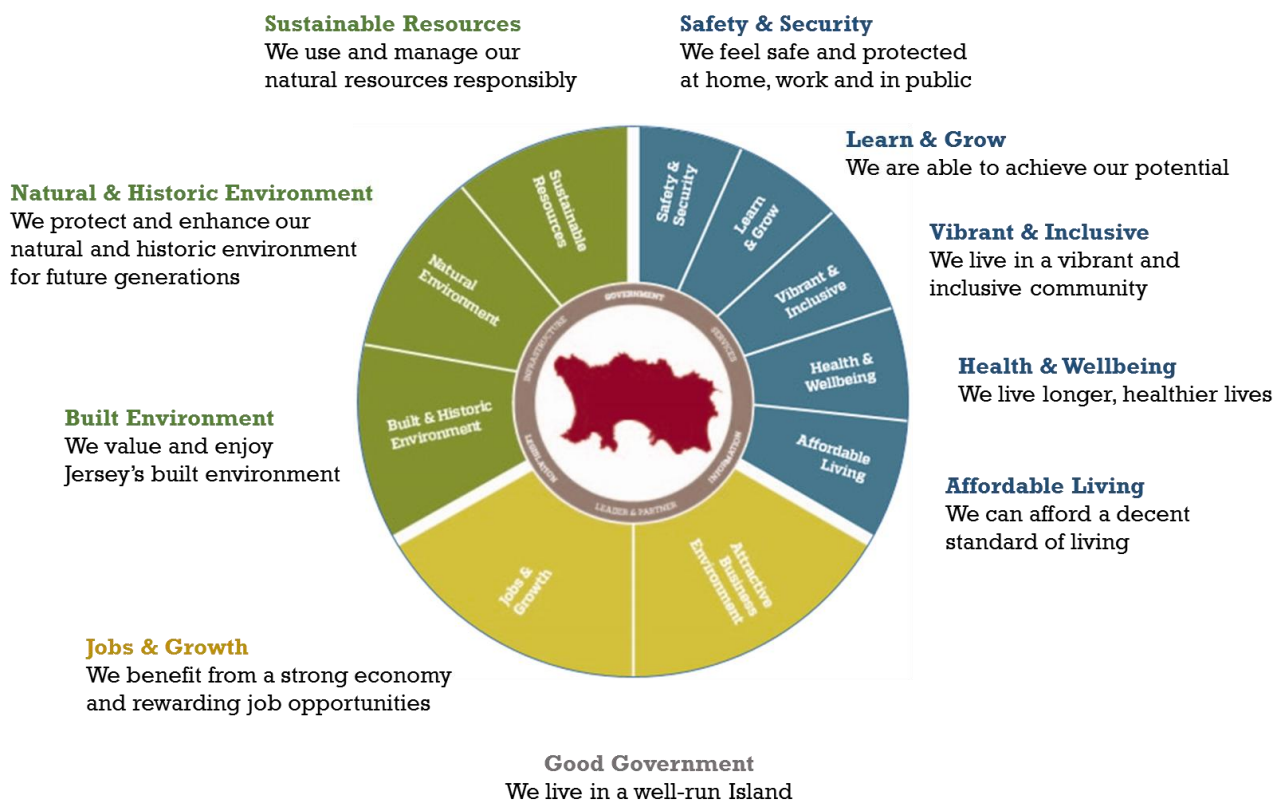 Sustainable Resources
We use and manage our
natural resources responsibly
Safety & Security
We feel safe and protected
at home, work and in public
Learn & Grow
We are able to achieve our potential
Natural & Historic Environment
We protect and enhance our
natural and historic environment
for future generations
Vibrant & Inclusive
We live in a vibrant and
inclusive community
Health & Wellbeing
We live longer, healthier lives
Built Environment
We value and enjoy
Jersey's built environment
Affordable Living
We can afford a decent
standard of living
Jobs & Growth
We benefit from a strong economy
and rewarding job opportunities
Good Government
We live in a well-run Island
Sustainable
Resources
Safety &
Security
Learn
& Grow
Vibrant &
Inclusive
Health &
Wellbeing
Affordable
Living
Attractive
Business
Environment
Jobs &
Growth
Built & Historic
Environment
Natural
Environment
GOVERNMENT
SERVICES
INFORMATION
LEADER & PARTNER
LEGISLATION
INFRASTRUCTURE